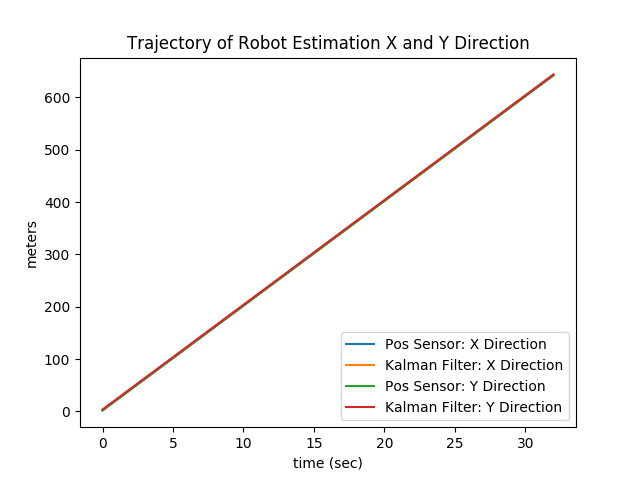 Trajectory of Robot Estimation X and Y Direction
600
500
400
300
200
100
0
meters
Pos Sensor: X Direction
Kalman Filter: X Direction
Pos Sensor: Y Direction
Kalman Filter: Y Direction
0 5 10 15 20 25 30
time (sec)